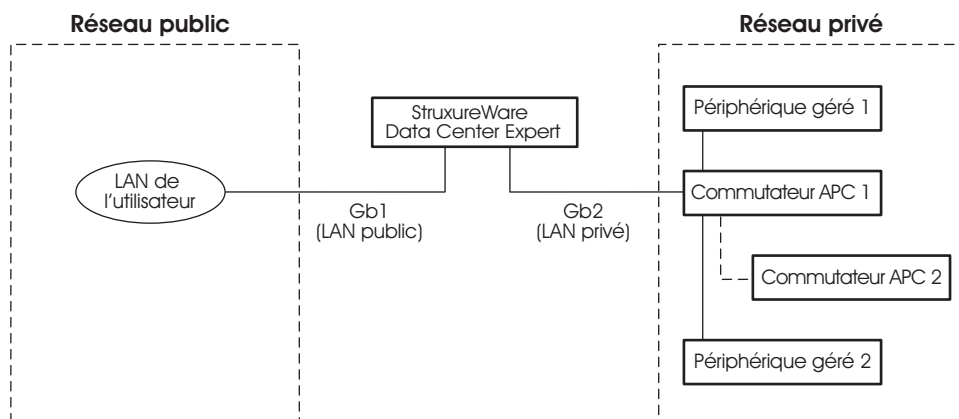 Réseau public
Réseau privé
StruxureWare
Data Center Expert
Périphérique géré 1
LAN de
l'utilisateur
Commutateur APC 1
Gb1
(LAN public)
Gb2
(LAN privé)
Commutateur APC 2
Périphérique géré 2